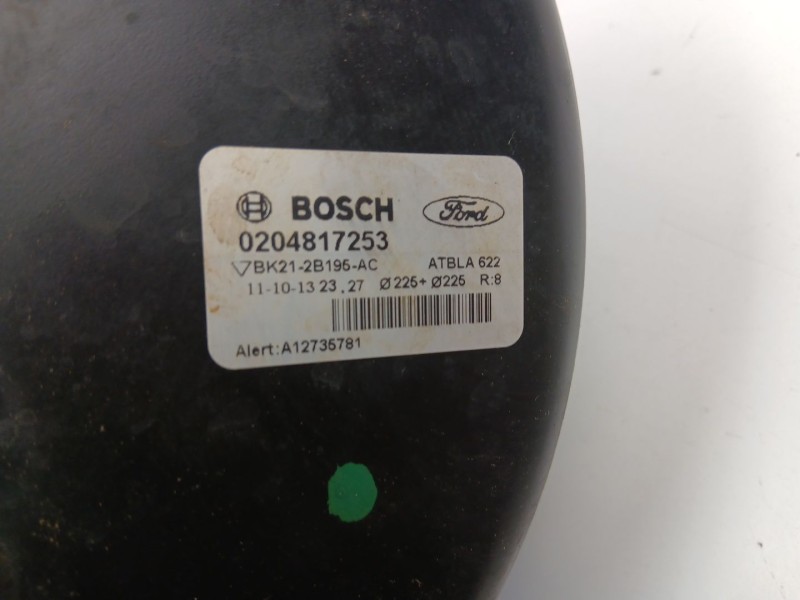 BOSCH Ford
0204817253
BK21-2B195-AC ATBLA 622
11-10-13 23.27 Ø225+Ø225 R:8
Alert:A12735781